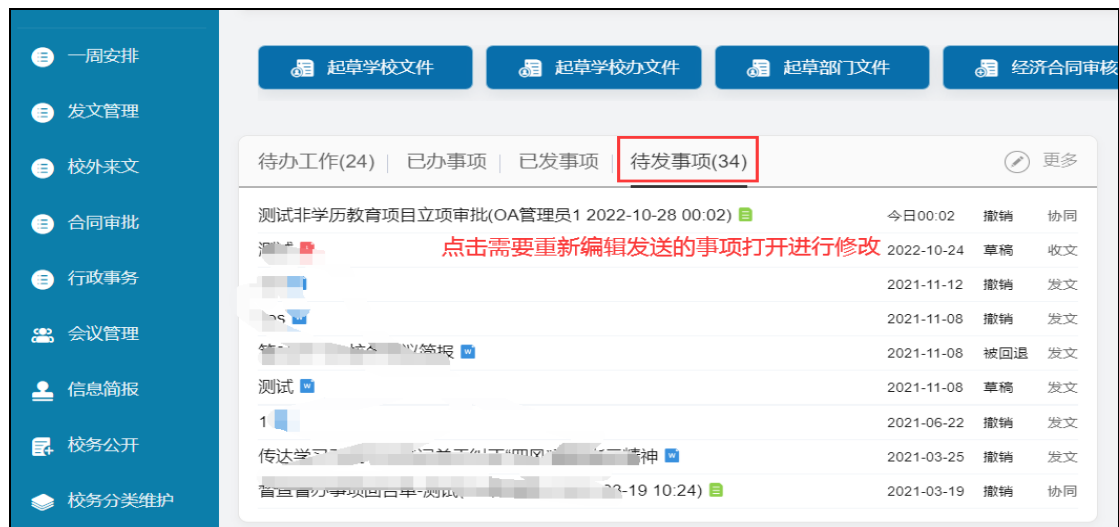 一周安排
发文管理
校外来文
合同审批
行政事务
会议管理
信息简报
校务公开
校务分类维护
起草学校文件 起草学校办文件 起草部门文件 经济合同审核
待办工作(24) 已办事项 已发事项 待发事项(34) 更多
测试非学历教育项目立项审批(OA管理员1 2022-10-28 00:02) 今日00:02 撤销 协同
点击需要重新编辑发送的事项打开进行修改 2022-10-24 草稿 收文
2021-11-12 撤销 发文
2021-11-08 撤销 发文
简报 2021-11-08 被回退 发文
测试 2021-11-08 草稿 发文
1 2021-06-22 撤销 发文
传达学习 精神 2021-03-25 撤销 发文
-19 10:24) 2021-03-19 撤销 协同